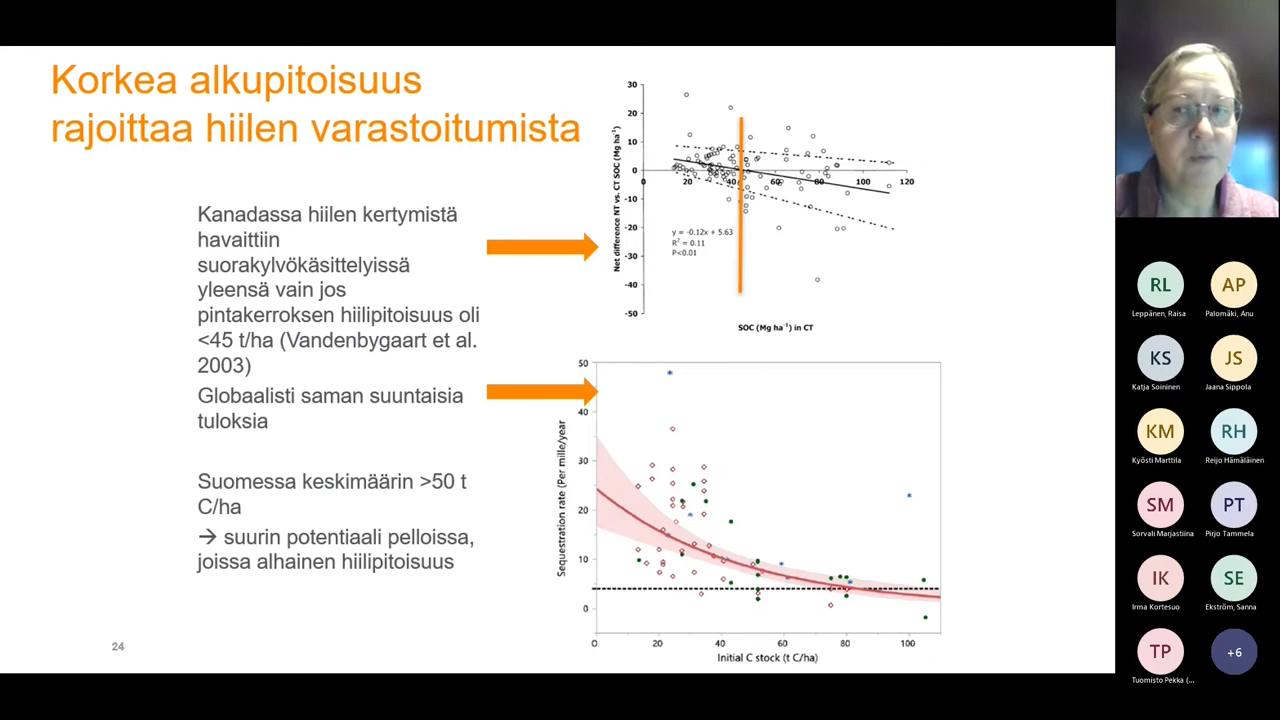 Korkea alkupitoisuus
rajoittaa hiilen varastoitumista
Kanadassa hiilen kertymistä
havaittiin
suorakylvökäsittelyissä
yleensä vain jos
pintakerroksen hiilipitoisuus oli
<45 t/ha (Vandenbygaart et al.
2003)
Globaalisti saman suuntaisia
tuloksia
Suomessa keskimäärin >50 t
C/ha
→ suurin potentiaali pelloissa,
joissa alhainen hiilipitoisuus
24
Net difference NT vs. CT SOC (Mg ha⁻¹)
30
20
10
0
-10
-20
-30
-40
-50
0 20 40 60 80 100 120
y = -0.12x + 5.63
R² = 0.11
P<0.01
SOC (Mg ha⁻¹) in CT
Sequestration rate (Per mille/year
50
40
30
20
10
0
0 20 40 60 80 100
Initial C stock (t C/ha)
RL AP
Leppänen, Raisa Palomäki, Anu
KS JS
Katja Soininen Jaana Sippola
KM RH
Kyösti Marttila Reijo Hämäläinen
SM PT
Sorvali Marjastiina Pirjo Tammela
IK SE
Irma Kortesuo Ekström, Sanna
TP +6
Tuomisto Pekka (...